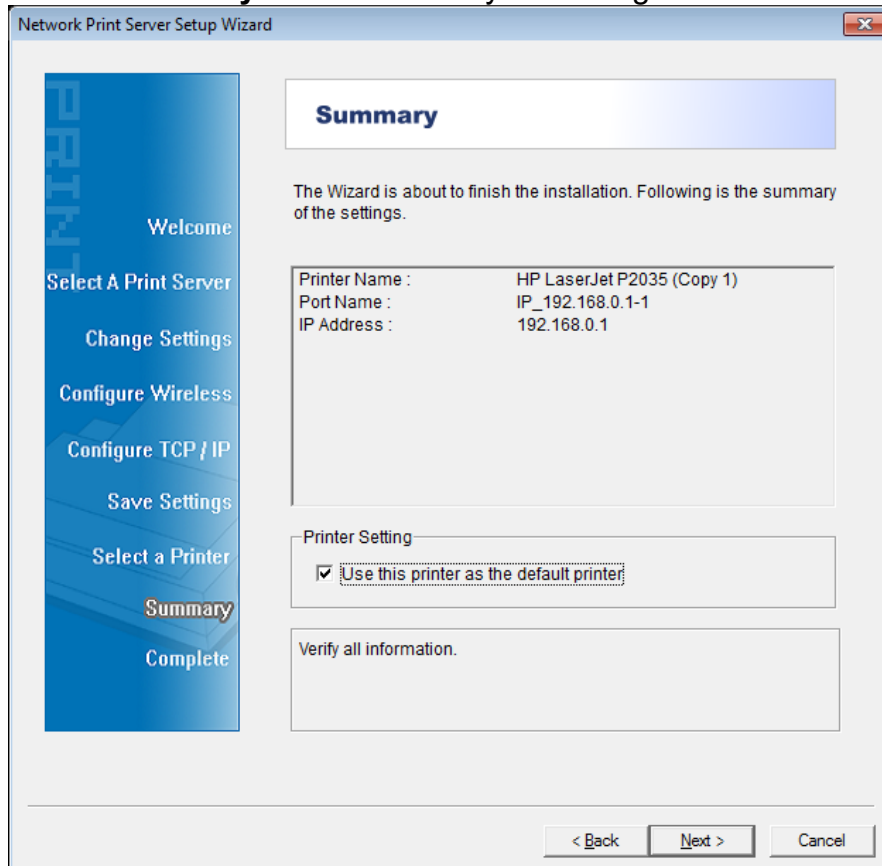 Network Print Server Setup Wizard
PRINT
Welcome
Select A Print Server
Change Settings
Configure Wireless
Configure TCP / IP
Save Settings
Select a Printer
Summary
Complete
Summary
The Wizard is about to finish the installation. Following is the summary
of the settings.
Printer Name : HP LaserJet P2035 (Copy 1)
Port Name : IP_192.168.0.1-1
IP Address : 192.168.0.1
Printer Setting
Use this printer as the default printer
Verify all information.
< Back Next > Cancel